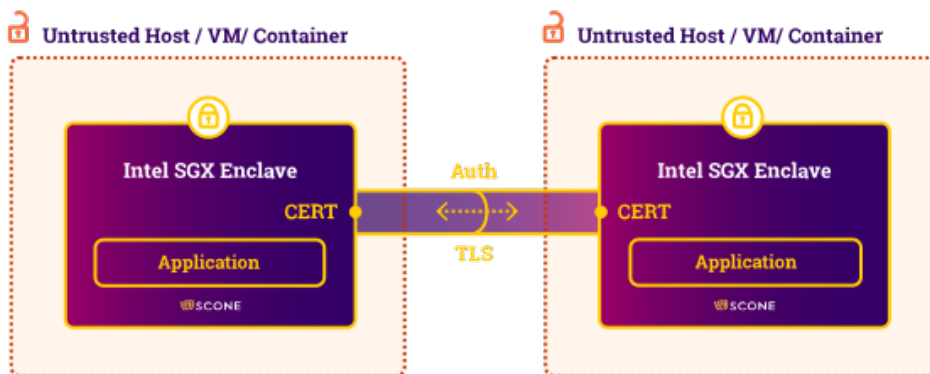 Untrusted Host / VM/ Container
Intel SGX Enclave
CERT
Application
SCONE
Auth
TLS
Untrusted Host / VM/ Container
Intel SGX Enclave
CERT
Application
SCONE